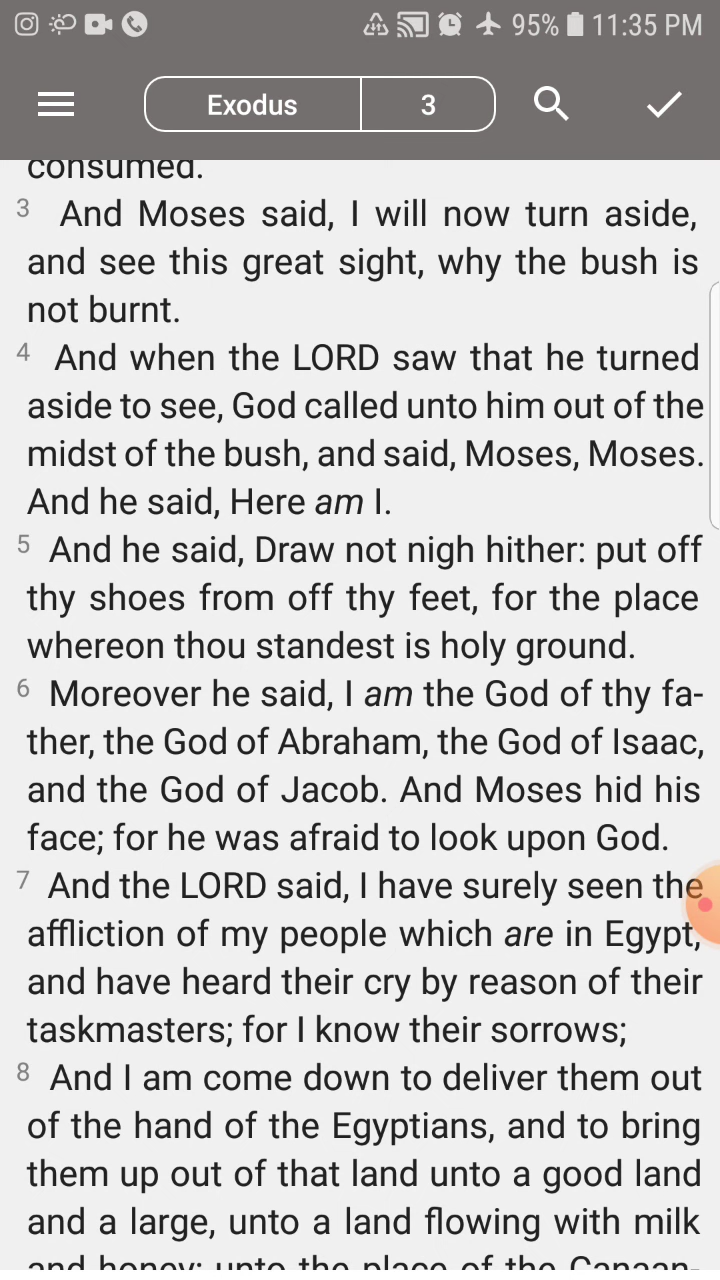 95% 11:35 PM
Exodus 3
consumed.
3 And Moses said, I will now turn aside,
and see this great sight, why the bush is
not burnt.
4 And when the LORD saw that he turned
aside to see, God called unto him out of the
midst of the bush, and said, Moses, Moses.
And he said, Here am I.
5 And he said, Draw not nigh hither: put off
thy shoes from off thy feet, for the place
whereon thou standest is holy ground.
6 Moreover he said, I am the God of thy fa-
ther, the God of Abraham, the God of Isaac,
and the God of Jacob. And Moses hid his
face; for he was afraid to look upon God.
7 And the LORD said, I have surely seen the
affliction of my people which are in Egypt,
and have heard their cry by reason of their
taskmasters; for I know their sorrows;
8 And I am come down to deliver them out
of the hand of the Egyptians, and to bring
them up out of that land unto a good land
and a large, unto a land flowing with milk
and honey; unto the place of the Canaan-